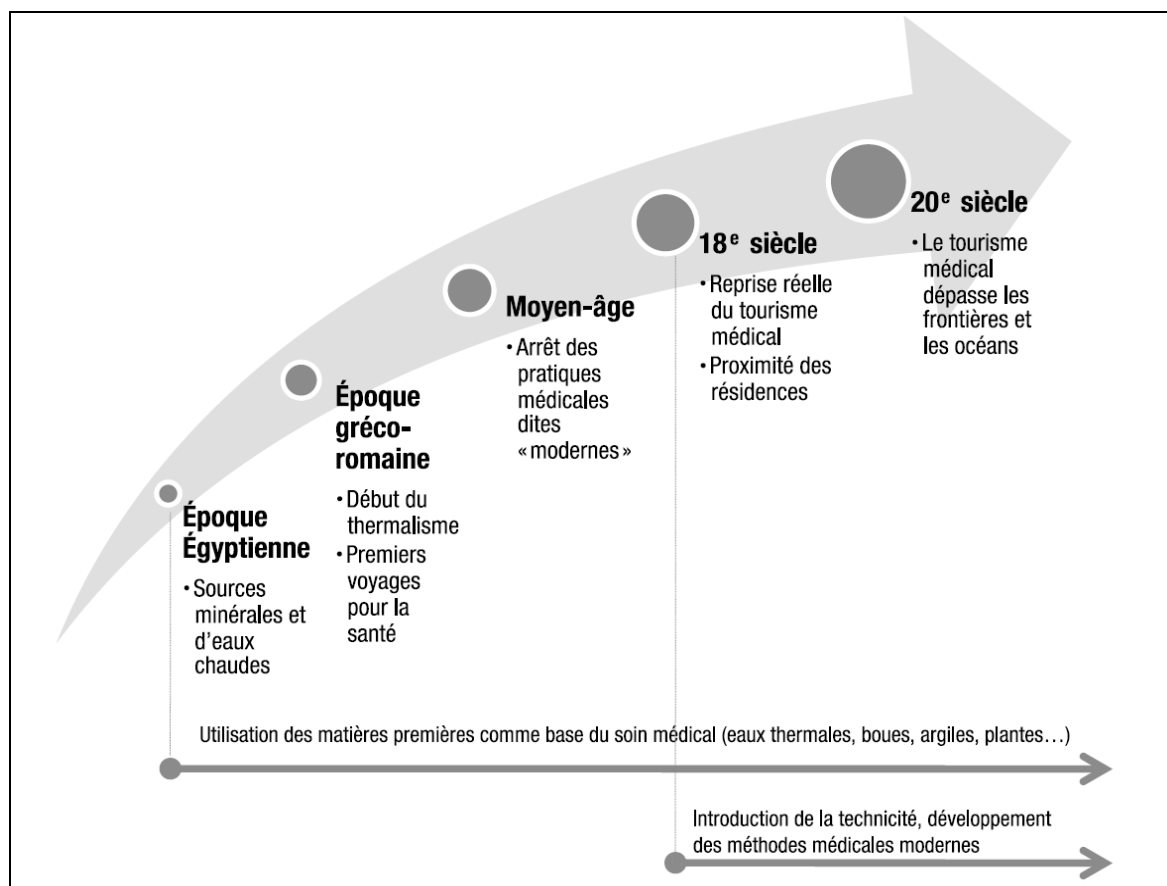 Époque
Égyptienne
• Sources
minérales et
d’eaux
chaudes
Époque
gréco-
romaine
• Début du
thermalisme
• Premiers
voyages
pour la
santé
Moyen-âge
• Arrêt des
pratiques
médicales
dites
« modernes »
18e siècle
• Reprise réelle
du tourisme
médical
• Proximité des
résidences
20e siècle
• Le tourisme
médical
dépasse les
frontières et
les océans
Utilisation des matières premières comme base du soin médical (eaux thermales, boues, argiles, plantes…)
Introduction de la technicité, développement
des méthodes médicales modernes